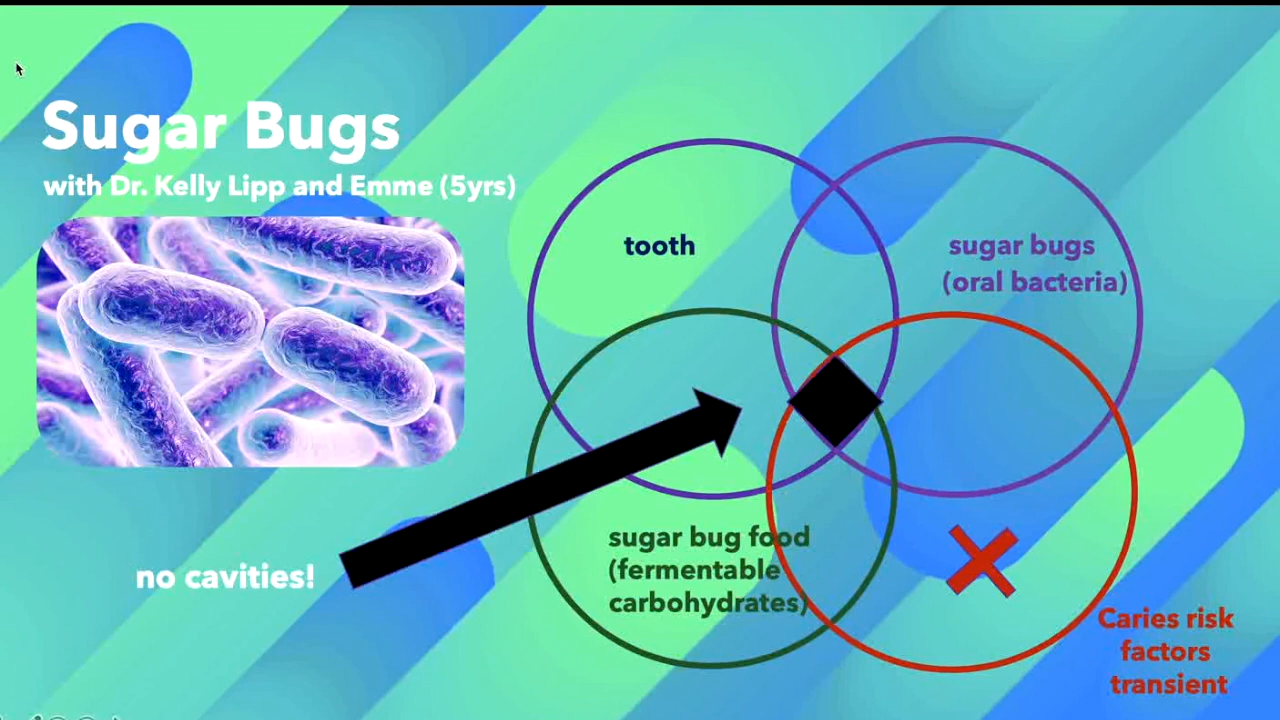 Sugar Bugs
with Dr. Kelly Lipp and Emme (5yrs)
tooth
sugar bugs
(oral bacteria)
sugar bug food
(fermentable
carbohydrates)
no cavities!
Caries risk
factors
transient